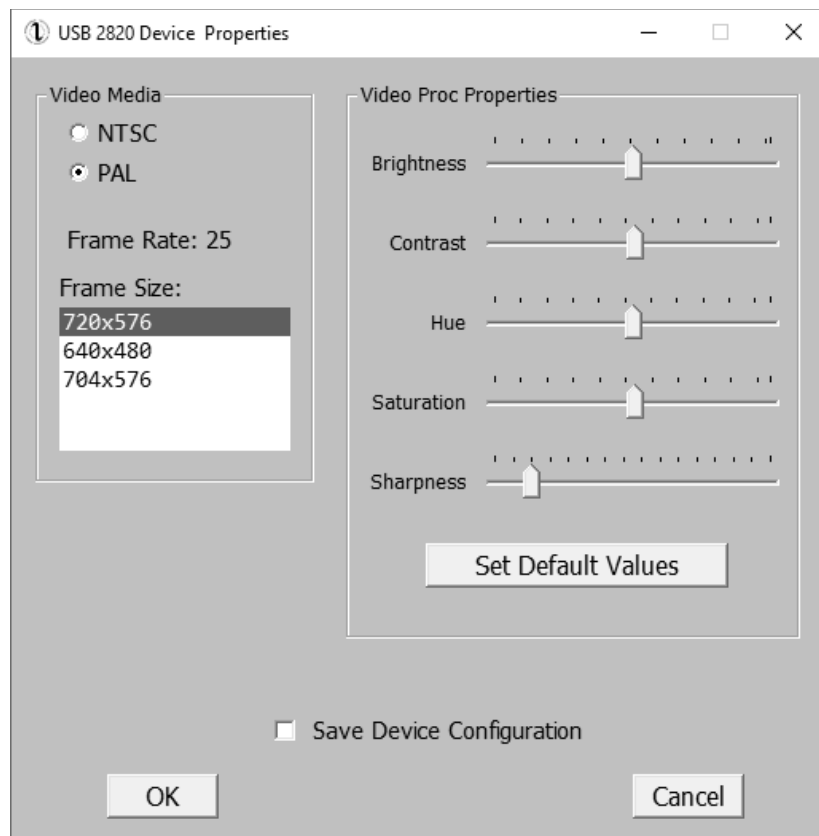 USB 2820 Device Properties
Video Media
NTSC
PAL
Frame Rate: 25
Frame Size:
720x576
640x480
704x576
Video Proc Properties
Brightness
Contrast
Hue
Saturation
Sharpness
Set Default Values
Save Device Configuration
OK
Cancel